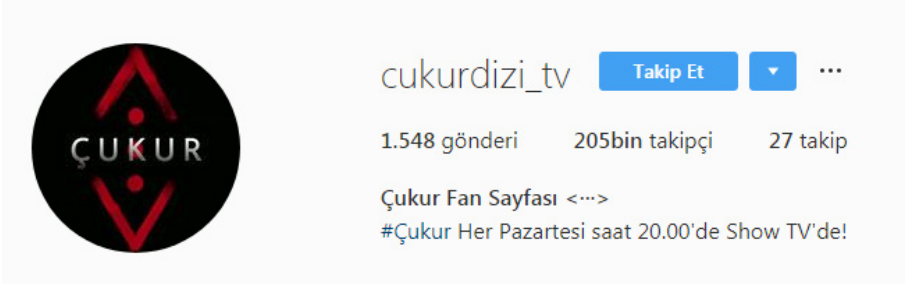 ÇUKUR
cukurdizi_tv Takip Et ...
1.548 gönderi 205bin takipçi 27 takip
Çukur Fan Sayfası <···>
#Çukur Her Pazartesi saat 20.00'de Show TV'de!